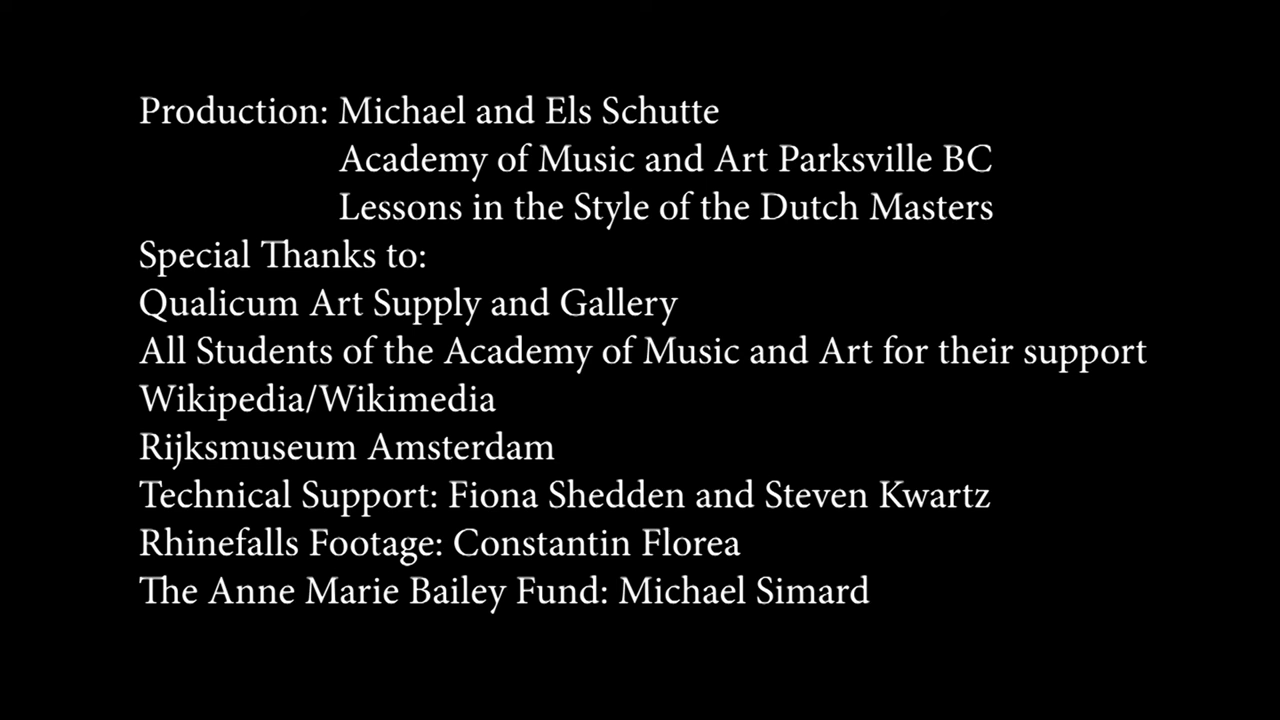 Production: Michael and Els Schutte
Academy of Music and Art Parksville BC
Lessons in the Style of the Dutch Masters
Special Thanks to:
Qualicum Art Supply and Gallery
All Students of the Academy of Music and Art for their support
Wikipedia/Wikimedia
Rijksmuseum Amsterdam
Technical Support: Fiona Shedden and Steven Kwartz
Rhinefalls Footage: Constantin Florea
The Anne Marie Bailey Fund: Michael Simard